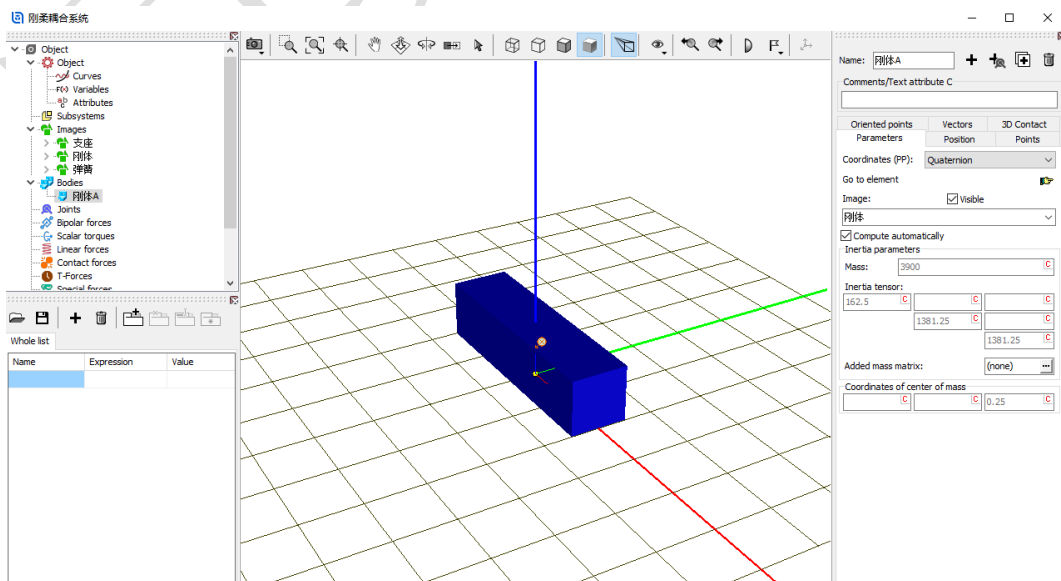 刚柔耦合系统
Object
Object
Curves
Variables
Attributes
Subsystems
Images
支座
刚体
弹簧
Bodies
刚体A
Joints
Bipolar forces
Scalar torques
Linear forces
Contact forces
T-Forces
Special forces
Whole list
Name Expression Value
Name: 刚体A
Comments/Text attribute C
Oriented points Vectors 3D Contact
Parameters Position Points
Coordinates (PP): Quaternion
Go to element
Image: Visible
刚体
Compute automatically
Inertia parameters
Mass: 3900 C
Inertia tensor:
162.5 C C C
1381.25 C C
1381.25 C
Added mass matrix: (none) ...
Coordinates of center of mass
C C 0.25 C